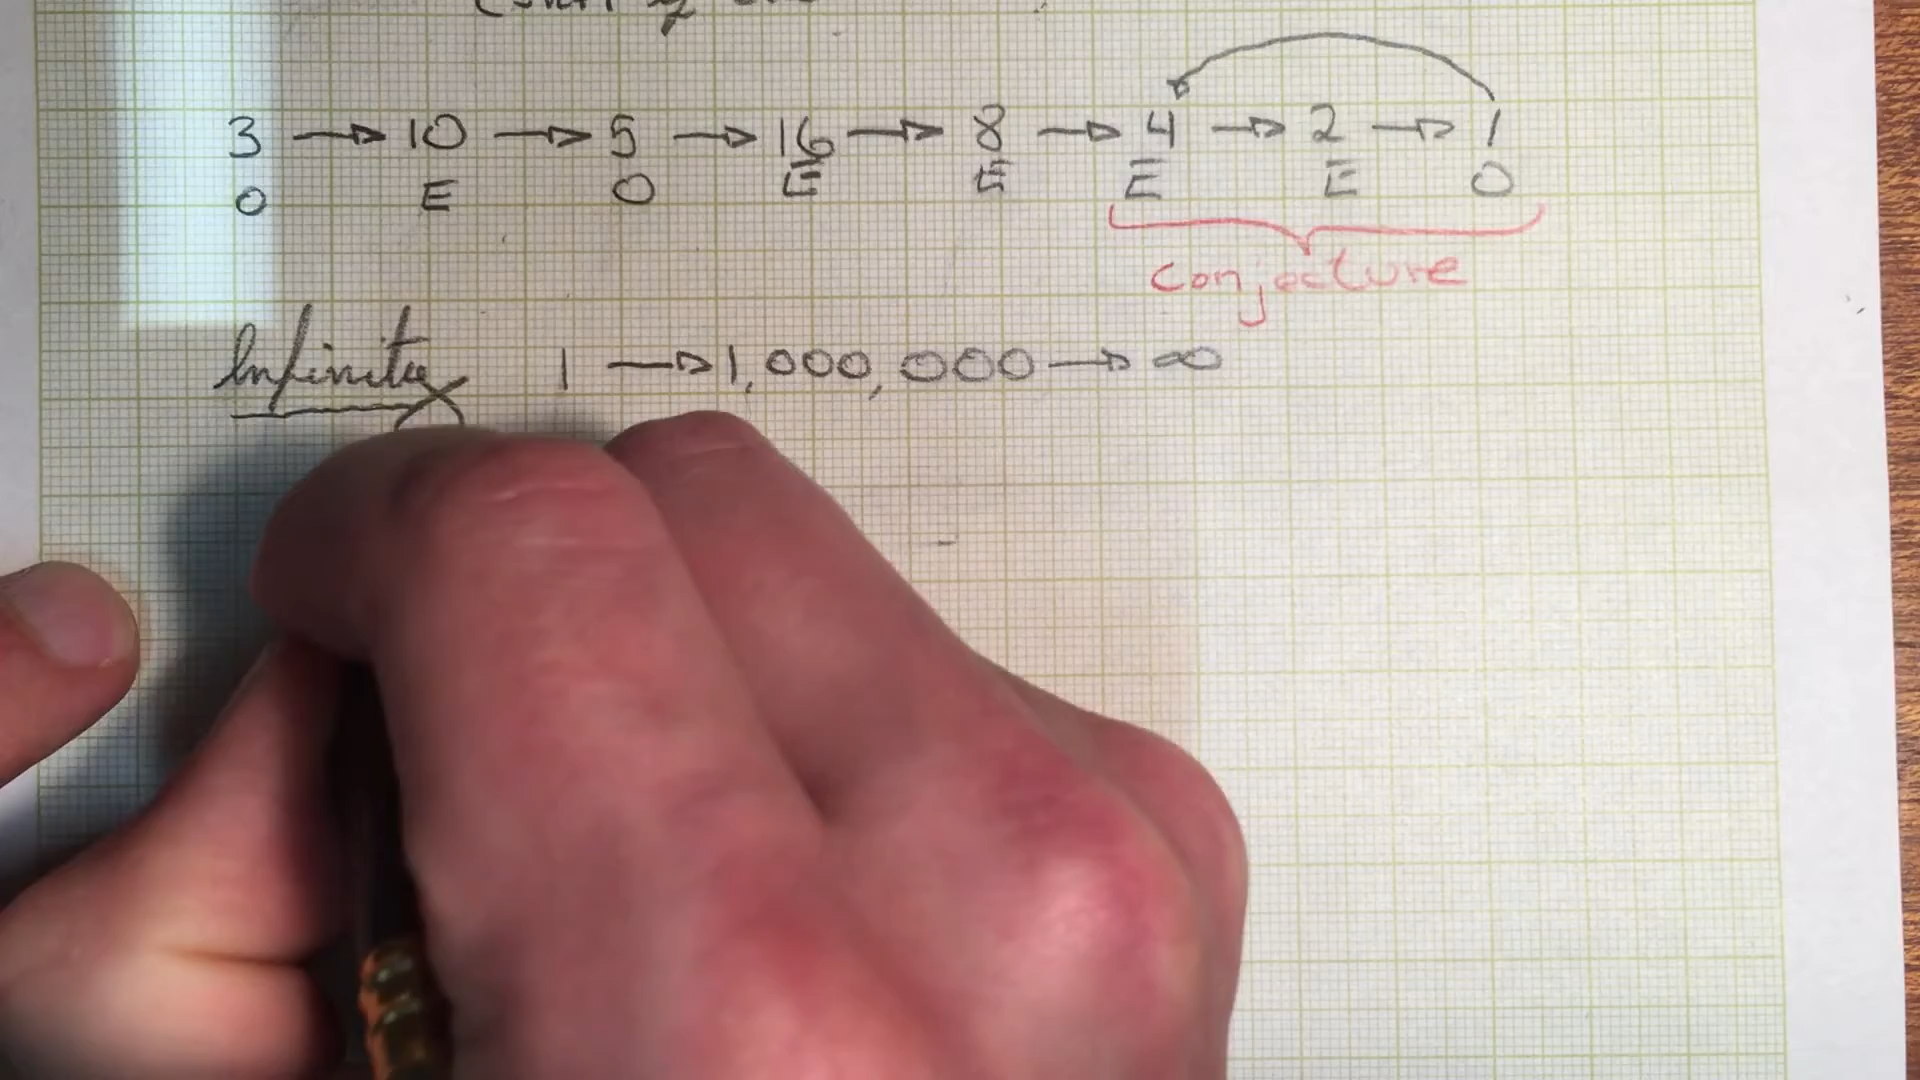 3 → 10 → 5 → 16 → 8 → 4 → 2 → 1
O E O E E E E O
conjecture
Infinity 1 → 1,000,000 → ∞